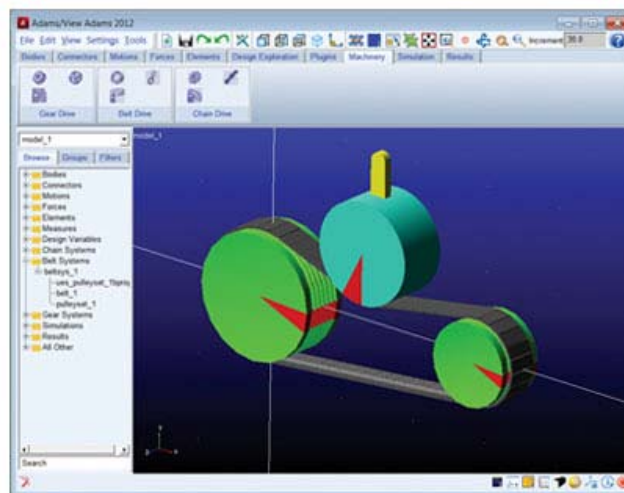 Adams/View Adams 2012
File Edit View Settings Tools Increment 30.0
Bodies Connectors Motions Forces Elements Design Exploration Plugins Machinery Simulation Results
Gear Drive Belt Drive Chain Drive
model_1
model_1
Browse Groups Filters
Bodies
Connectors
Motions
Forces
Elements
Measures
Design Variables
Chain Systems
Belt Systems
beltsys_1
belt_1
pulleyset_1
Gear Systems
Simulations
Results
All Other
Search